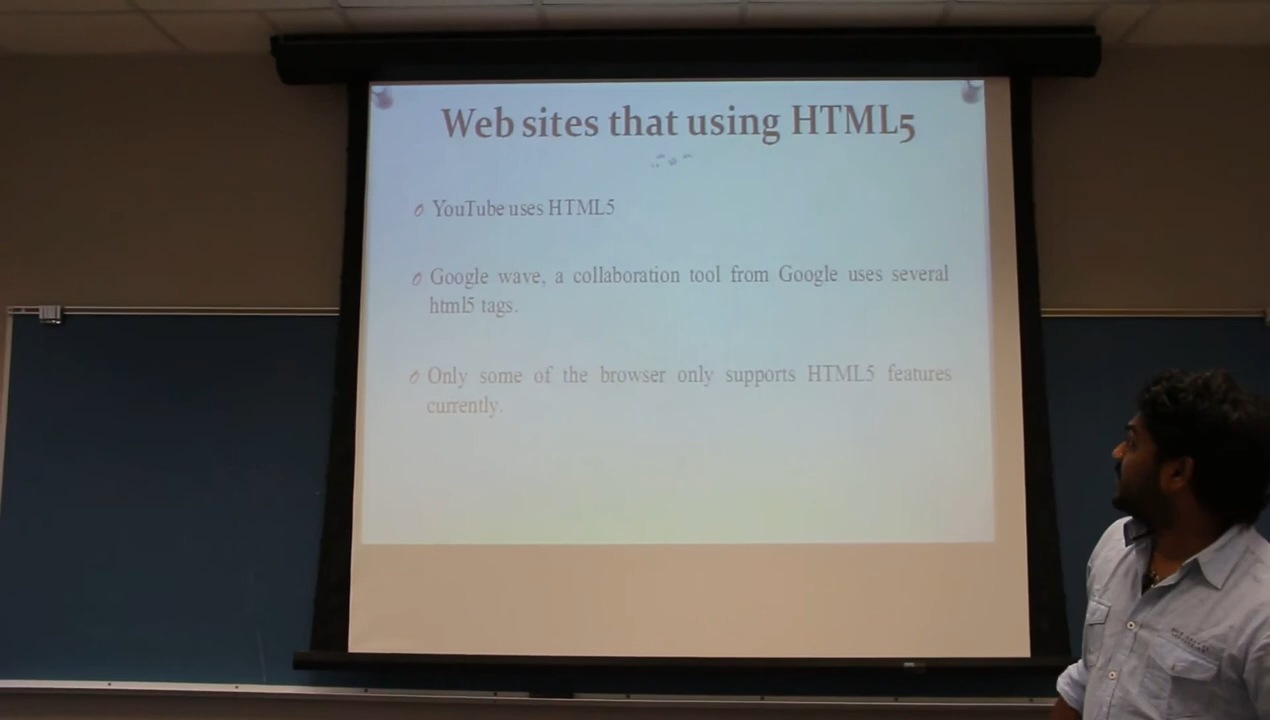 Web sites that using HTML5
YouTube uses HTML5
Google wave, a collaboration tool from Google uses several
html5 tags.
Only some of the browser only supports HTML5 features
currently.